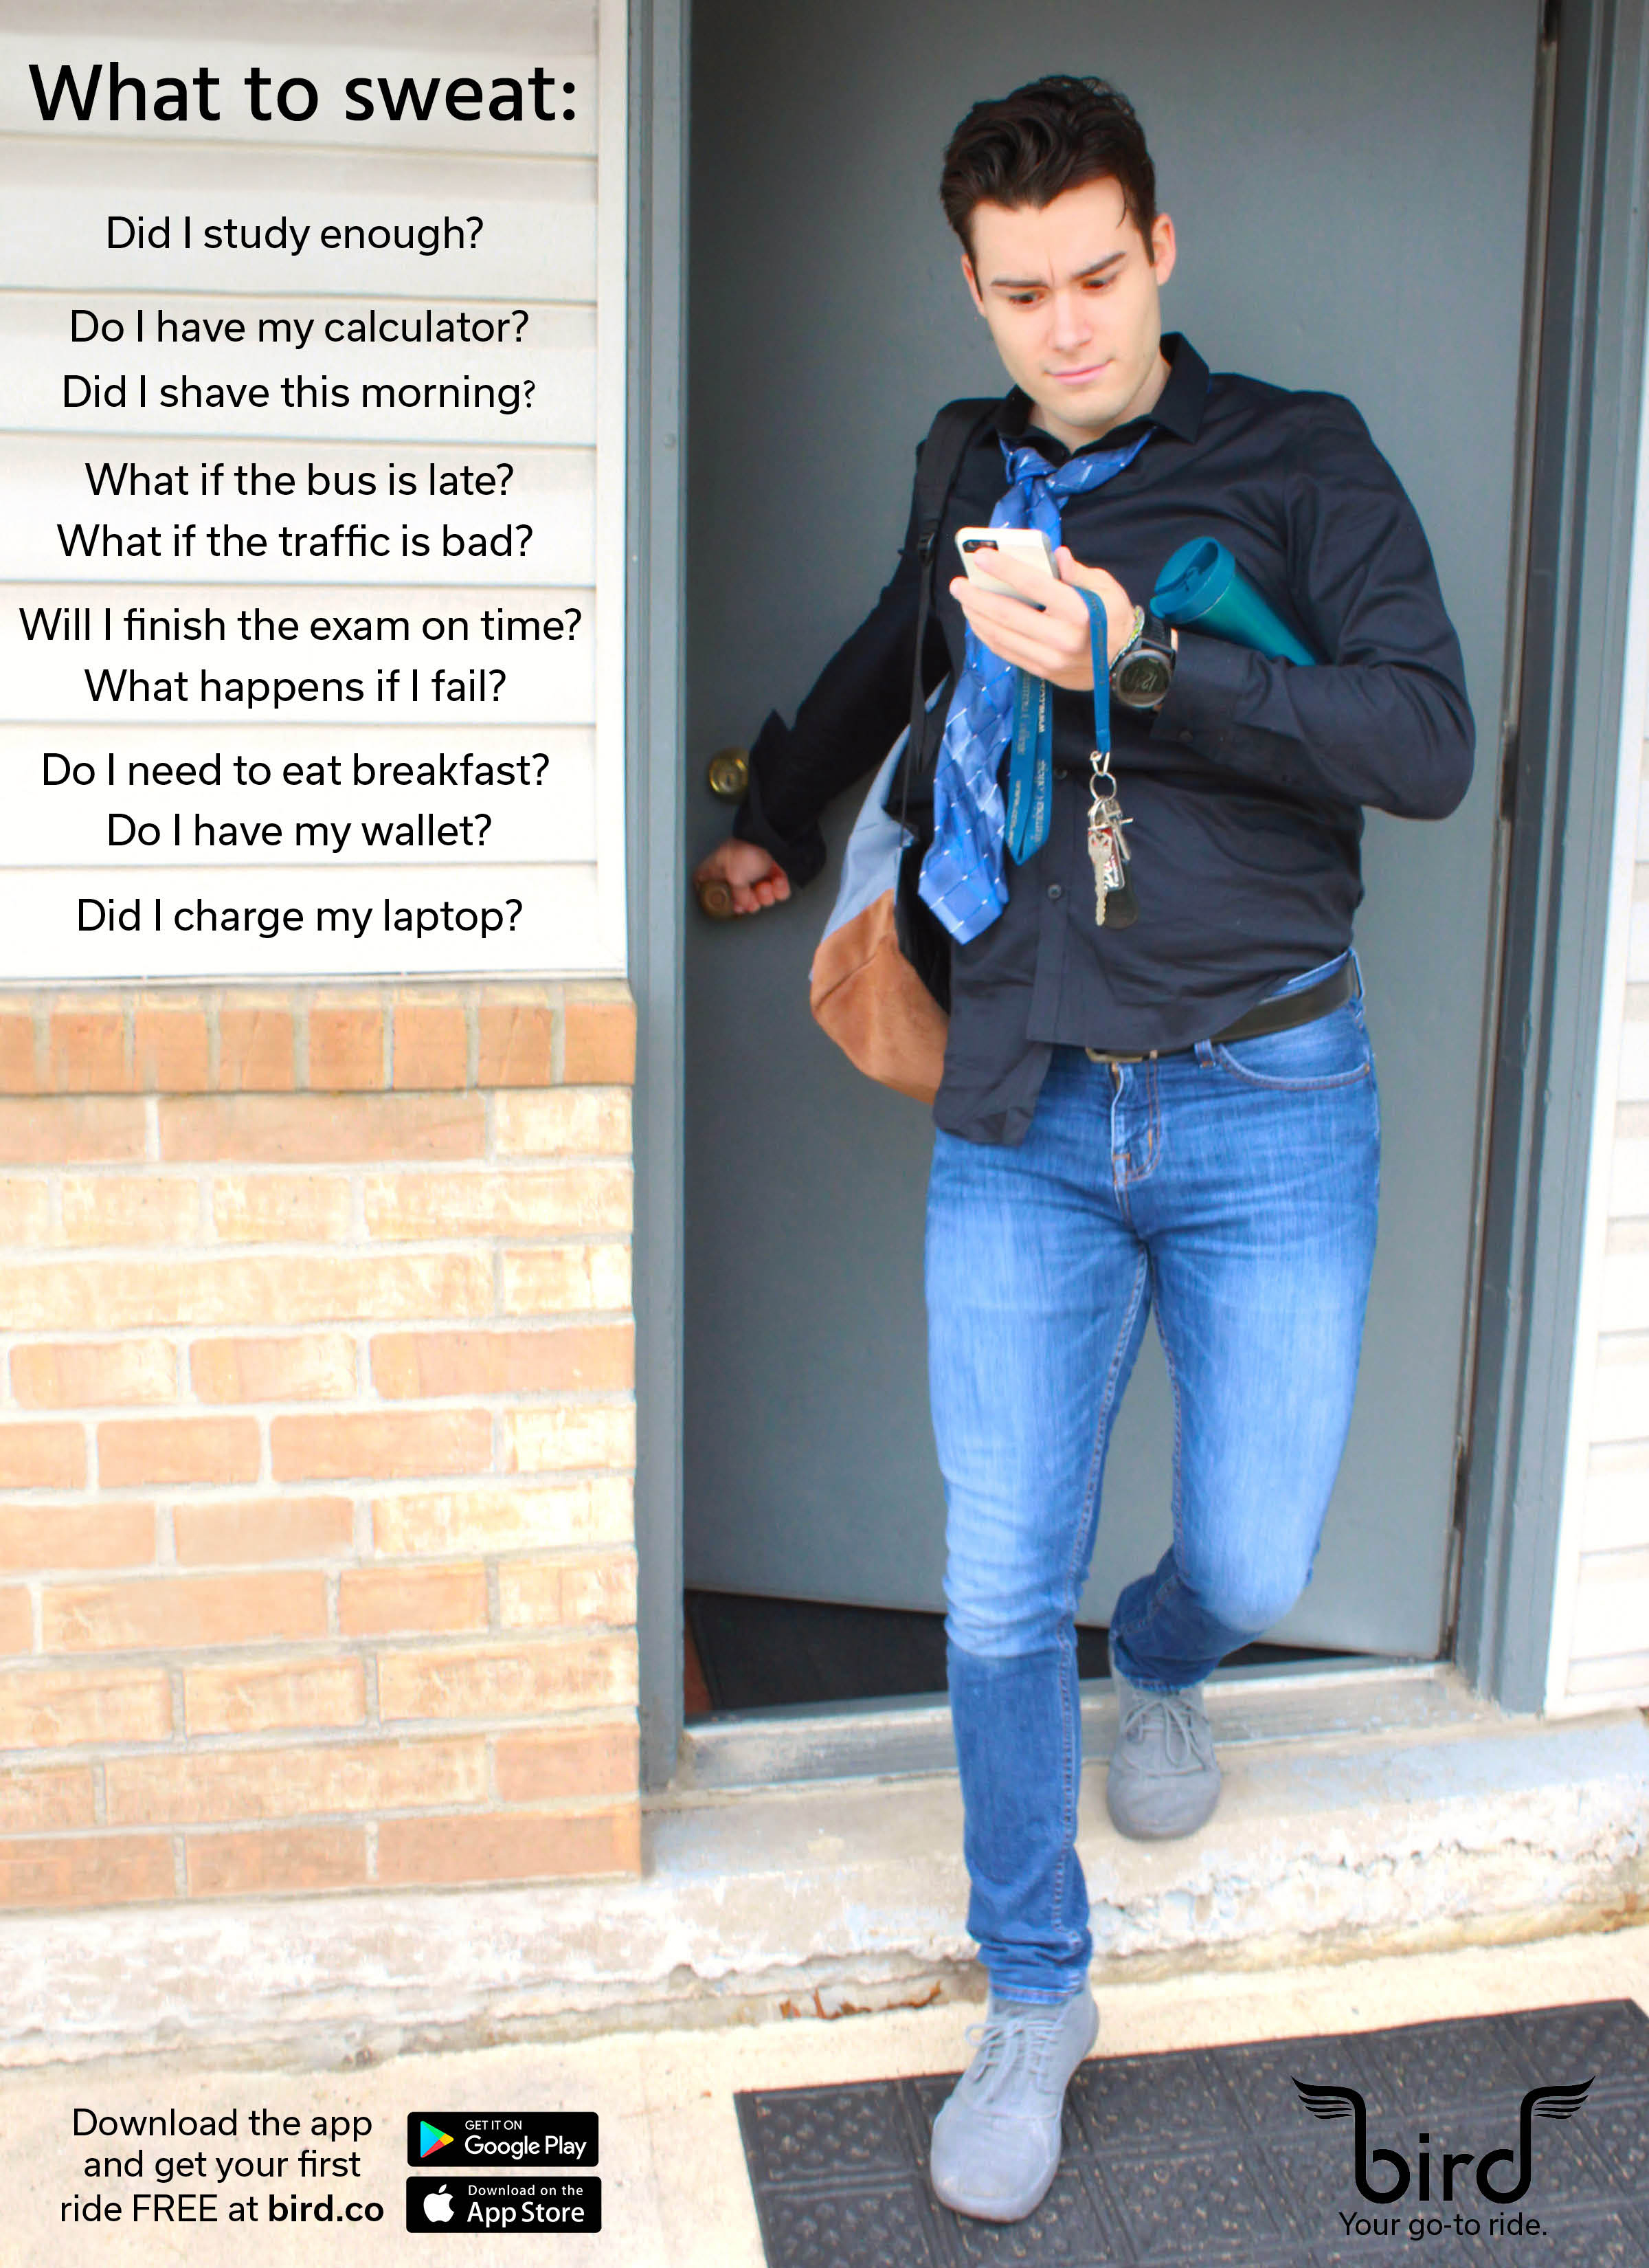 What to sweat:
Did I study enough?
Do I have my calculator?
Did I shave this morning?
What if the bus is late?
What if the traffic is bad?
Will I finish the exam on time?
What happens if I fail?
Do I need to eat breakfast?
Do I have my wallet?
Did I charge my laptop?
Download the app
and get your first
ride FREE at bird.co
GET IT ON
Google Play
Download on the
App Store
bird
Your go-to ride.